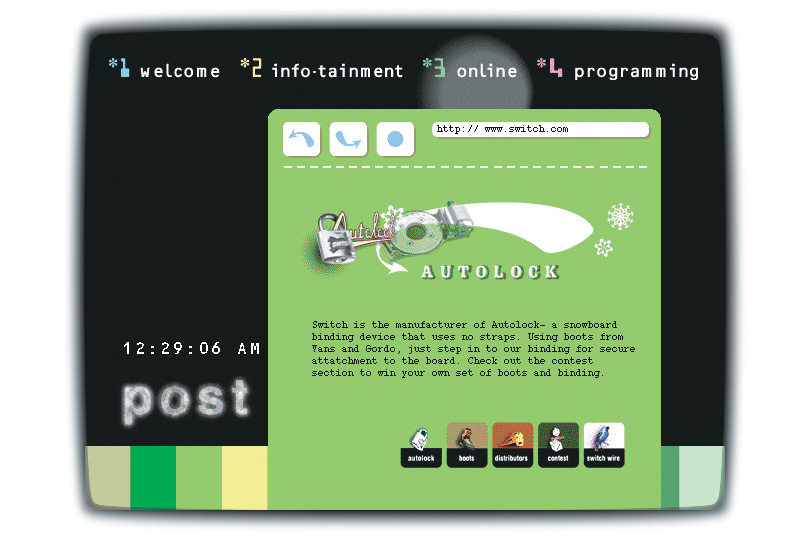 *1 welcome *2 info-tainment *3 online *4 programming
http:// www.switch.com
Autolock
AUTOLOCK
Switch is the manufacturer of Autolock— a snowboard
binding device that uses no straps. Using boots from
Vans and Gordo, just step in to our binding for secure
attatchment to the board. Check out the contest
section to win your own set of boots and binding.
12:29:06 AM
post
autolock boots distributors contest switch wire